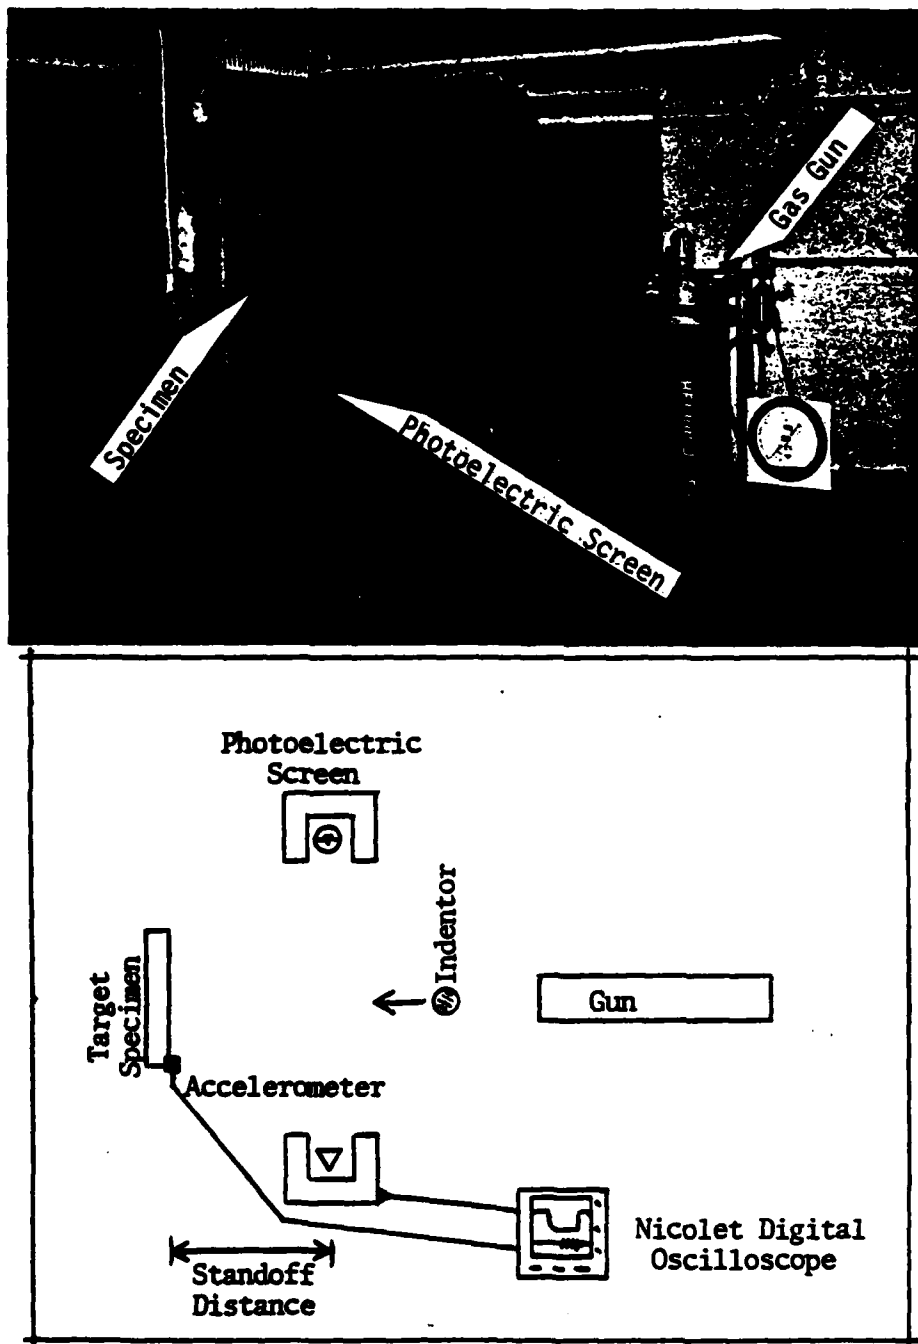 Gas Gun
Specimen
Photoelectric Screen
Photoelectric
Screen
Indentor
Target
Specimen
Gun
Accelerometer
Nicolet Digital
Oscilloscope
Standoff
Distance